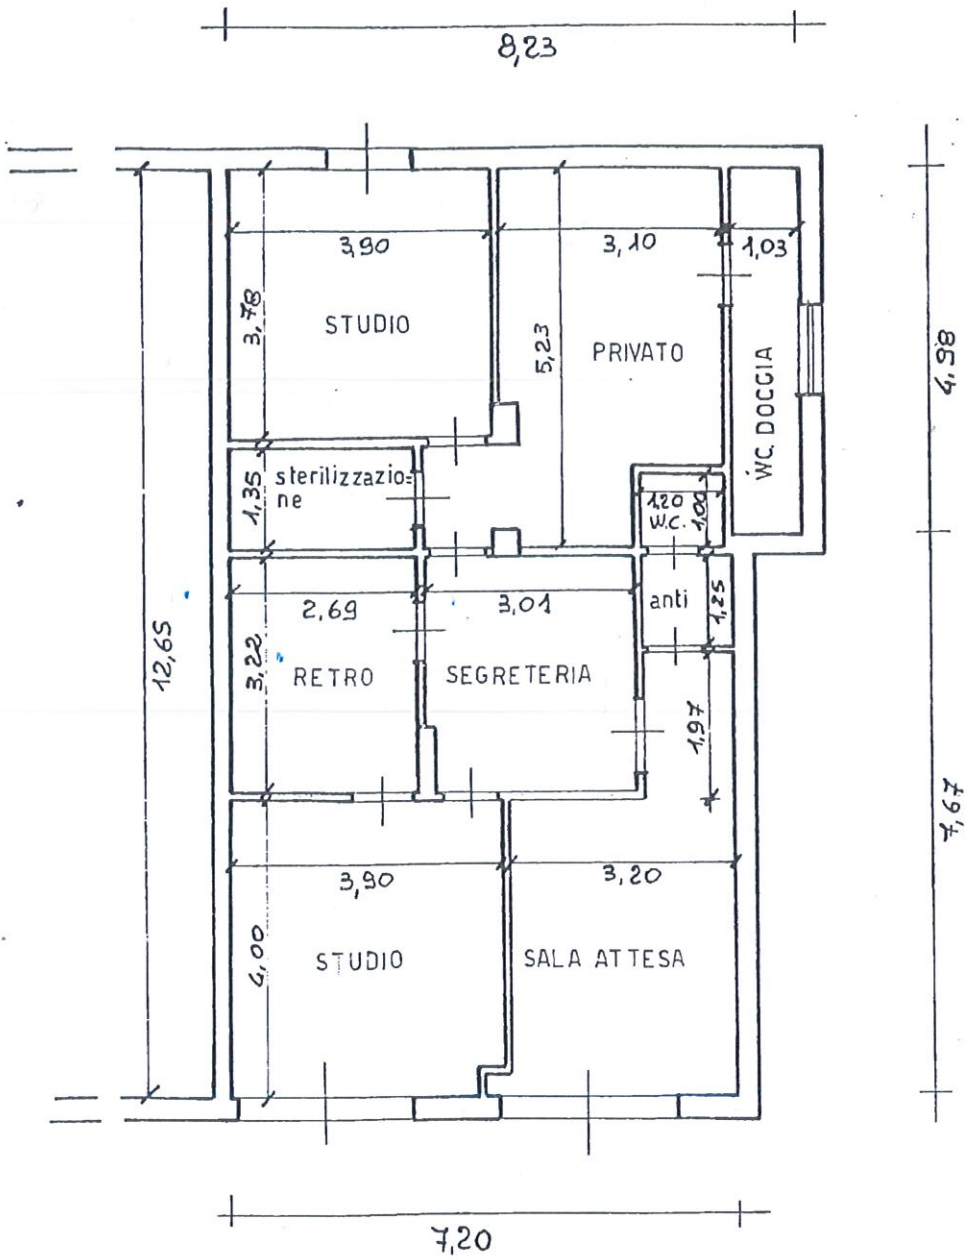 8,23
3,90
3,10
1,03
3,78
STUDIO
5,23
PRIVATO
4,98
WC. DOCCIA
1,35
sterilizzazio=
ne
1,20
1,00
W.C.
2,69
3,01
anti
1,25
12,65
3,22
RETRO
SEGRETERIA
1,97
7,67
3,90
3,20
4,00
STUDIO
SALA ATTESA
7,20